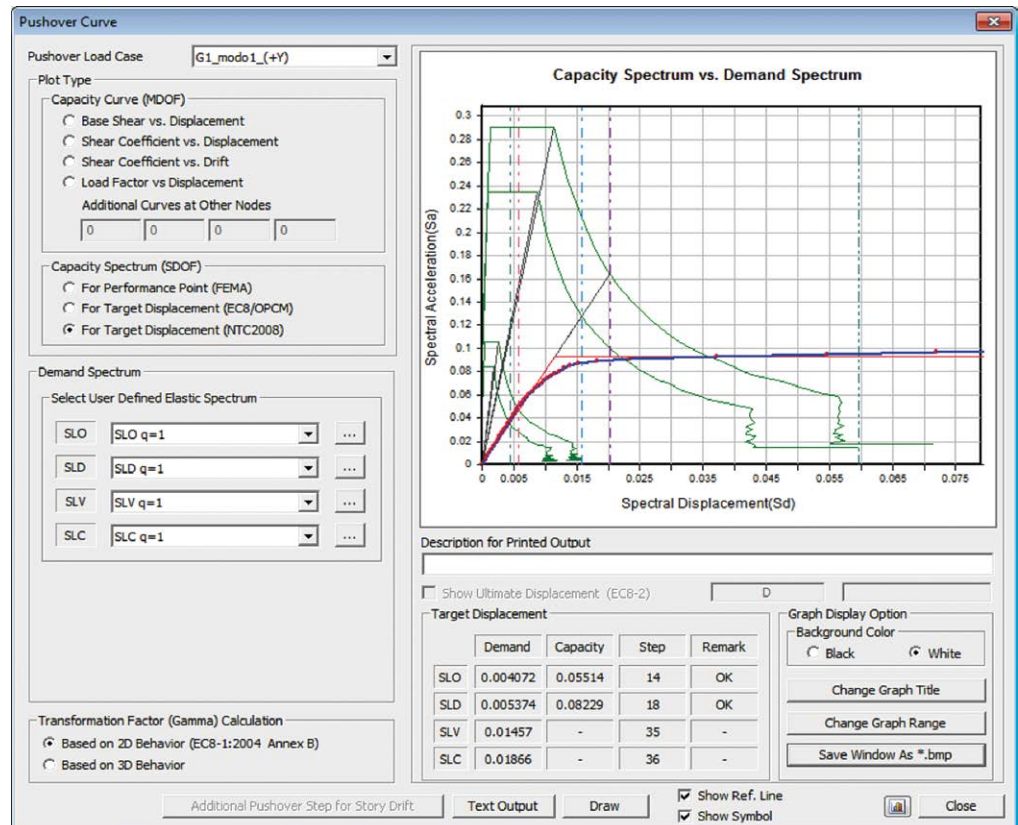 Pushover Curve
Pushover Load Case G1_modo1_(+Y)
Plot Type
Capacity Curve (MDOF)
Base Shear vs. Displacement
Shear Coefficient vs. Displacement
Shear Coefficient vs. Drift
Load Factor vs Displacement
Additional Curves at Other Nodes
0 0 0 0
Capacity Spectrum (SDOF)
For Performance Point (FEMA)
For Target Displacement (EC8/OPCM)
For Target Displacement (NTC2008)
Demand Spectrum
Select User Defined Elastic Spectrum
SLO SLO q=1 ...
SLD SLD q=1 ...
SLV SLV q=1 ...
SLC SLC q=1 ...
Transformation Factor (Gamma) Calculation
Based on 2D Behavior (EC8-1:2004 Annex B)
Based on 3D Behavior
Capacity Spectrum vs. Demand Spectrum
Spectral Acceleration(Sa)
0.3
0.28
0.26
0.24
0.22
0.2
0.18
0.16
0.14
0.12
0.1
0.08
0.06
0.04
0.02
0
0 0.005 0.015 0.025 0.035 0.045 0.055 0.065 0.075
Spectral Displacement(Sd)
Description for Printed Output
Show Ultimate Displacement (EC8-2) D
Target Displacement
Demand Capacity Step Remark
SLO 0.004072 0.05514 14 OK
SLD 0.005374 0.08229 18 OK
SLV 0.01457 - 35 -
SLC 0.01866 - 36 -
Graph Display Option
Background Color
Black White
Change Graph Title
Change Graph Range
Save Window As *.bmp
Additional Pushover Step for Story Drift Text Output Draw
Show Ref. Line
Show Symbol
Close